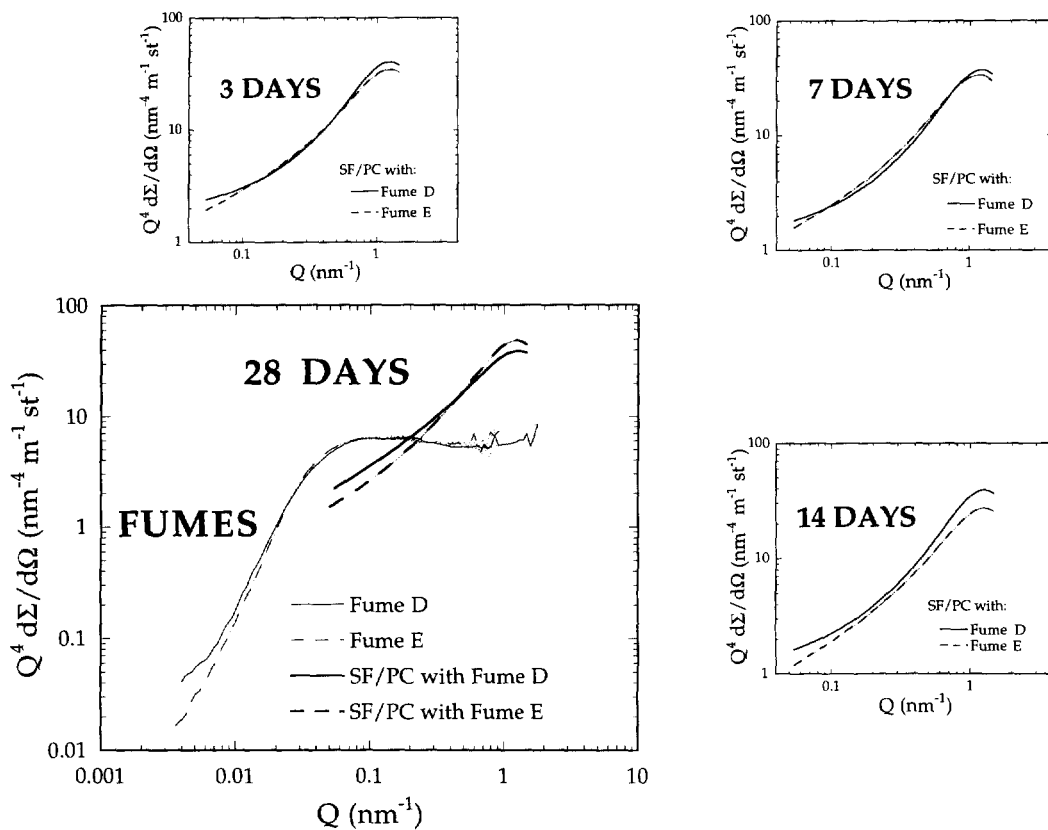 100
10
1
Q⁴ dΣ/dΩ (nm⁻⁴ m⁻¹ st⁻¹)
3 DAYS
SF/PC with:
Fume D
Fume E
0.1
1
Q (nm⁻¹)
100
10
1
Q⁴ dΣ/dΩ (nm⁻⁴ m⁻¹ st⁻¹)
7 DAYS
SF/PC with:
Fume D
Fume E
0.1
1
Q (nm⁻¹)
100
10
1
0.1
0.01
Q⁴ dΣ/dΩ (nm⁻⁴ m⁻¹ st⁻¹)
28 DAYS
FUMES
Fume D
Fume E
SF/PC with Fume D
SF/PC with Fume E
0.001
0.01
0.1
1
10
Q (nm⁻¹)
100
10
1
Q⁴ dΣ/dΩ (nm⁻⁴ m⁻¹ st⁻¹)
14 DAYS
SF/PC with:
Fume D
Fume E
0.1
1
Q (nm⁻¹)